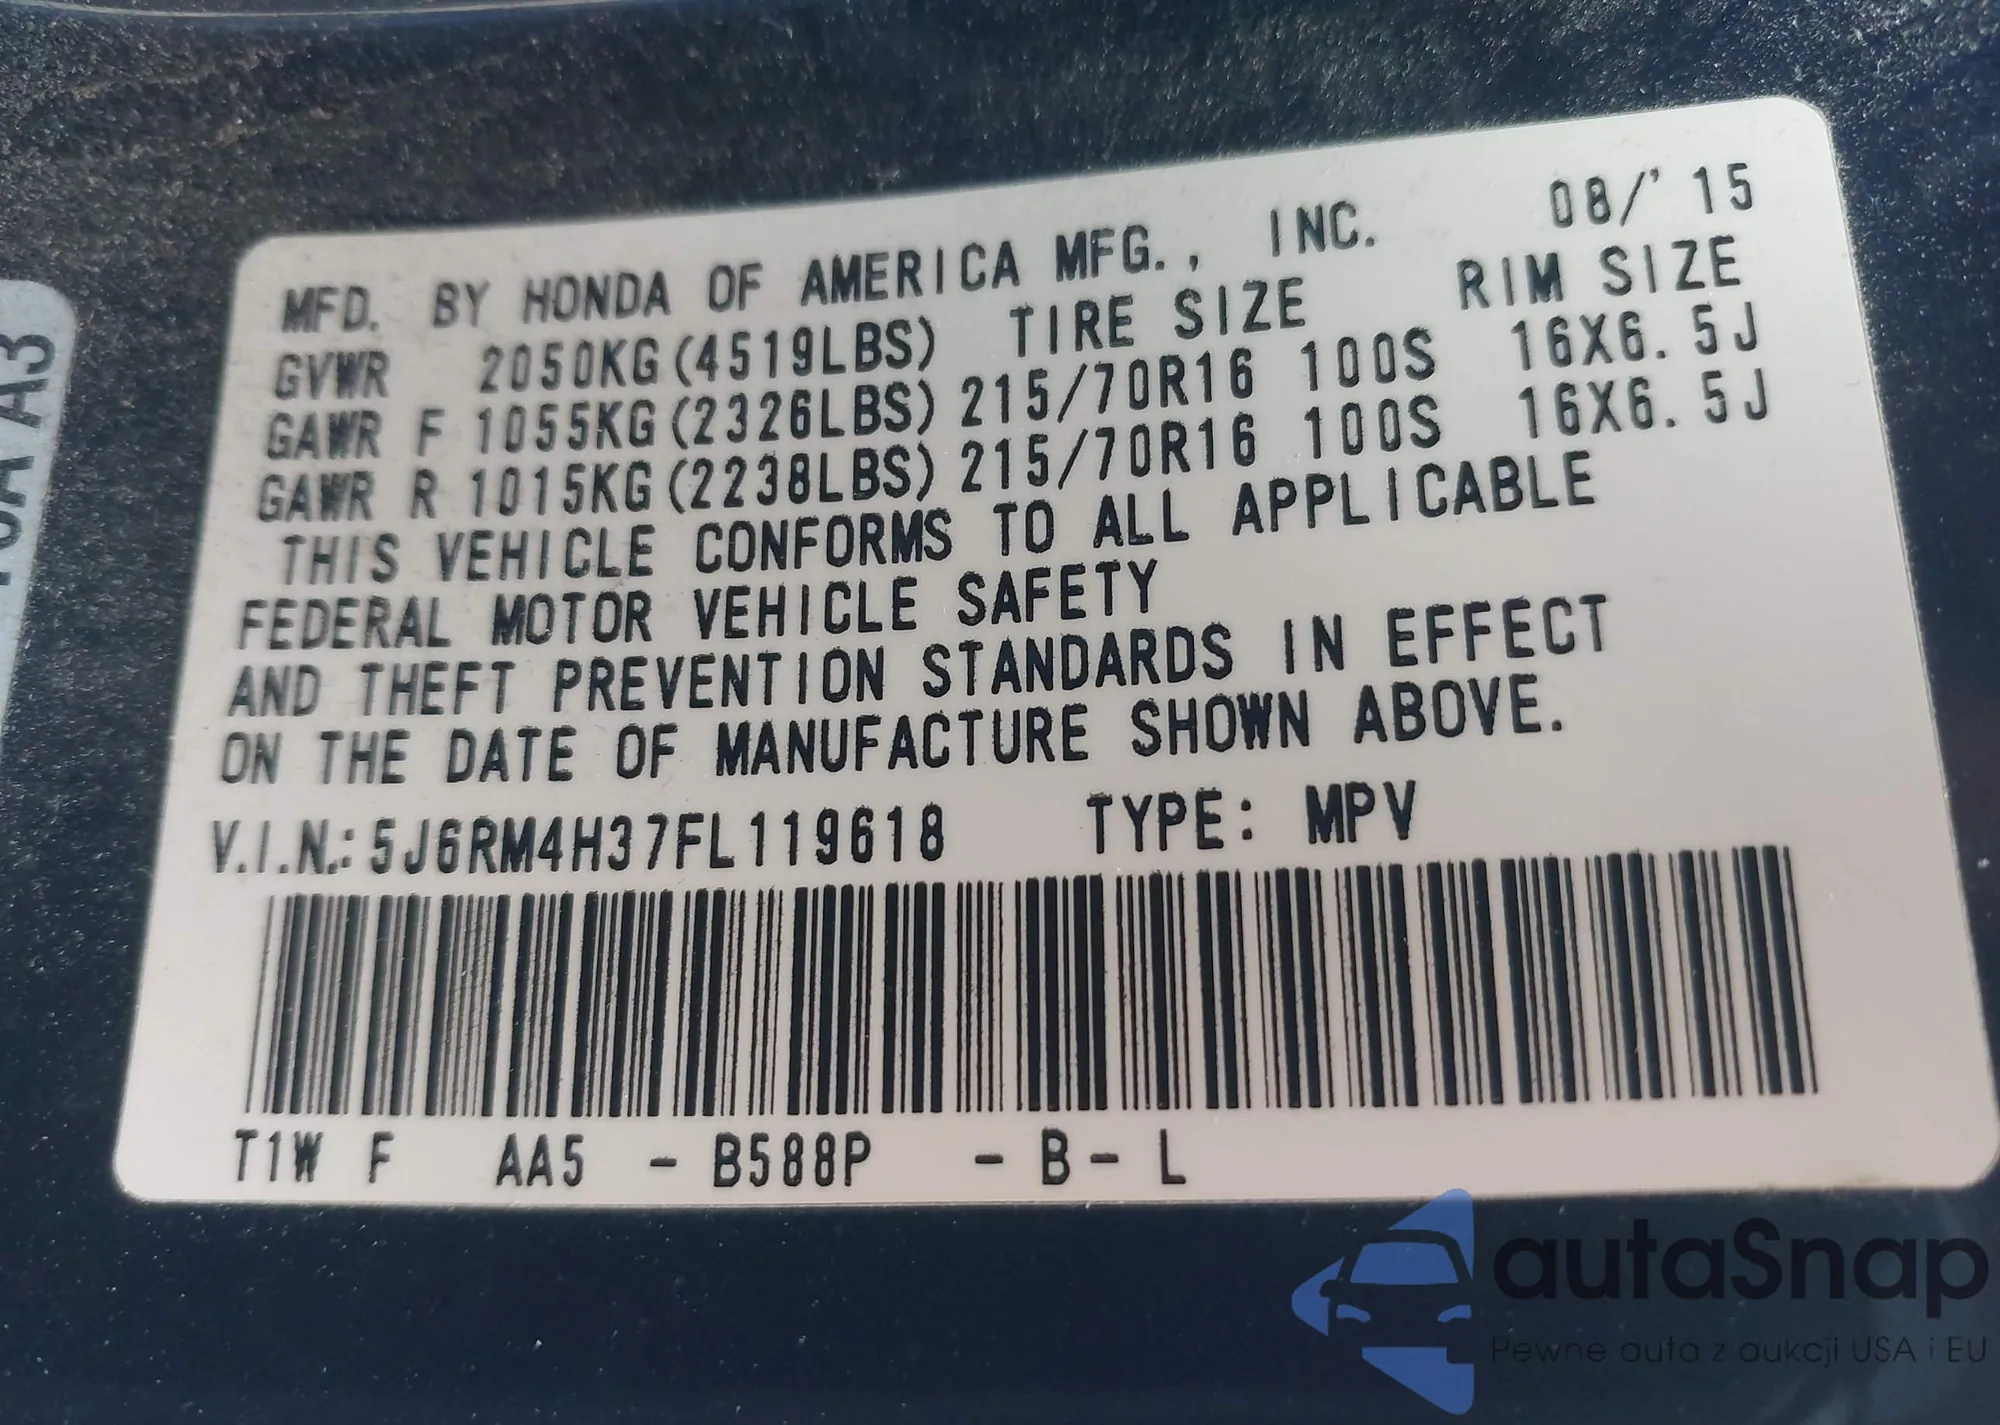 MFD. BY HONDA OF AMERICA MFG., INC. 08/'15
GVWR 2050KG(4519LBS) TIRE SIZE RIM SIZE
GAWR F 1055KG(2326LBS) 215/70R16 100S 16X6.5J
GAWR R 1015KG(2238LBS) 215/70R16 100S 16X6.5J
THIS VEHICLE CONFORMS TO ALL APPLICABLE
FEDERAL MOTOR VEHICLE SAFETY
AND THEFT PREVENTION STANDARDS IN EFFECT
ON THE DATE OF MANUFACTURE SHOWN ABOVE.
V.I.N.: 5J6RM4H37FL119618 TYPE: MPV
T1W F AA5 - B588P - B - L
A3
autaSnap
Pewne auta z aukcji USA i EU